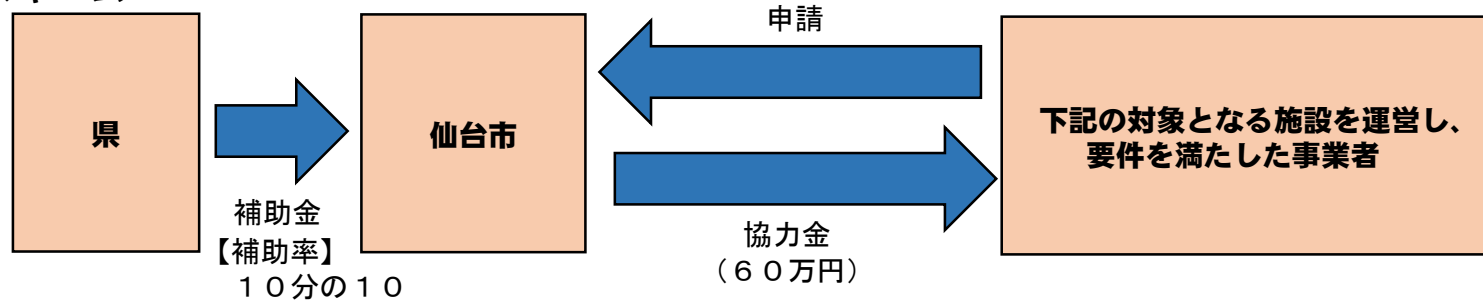 県
補助金
【補助率】
１０分の１０
仙台市
申請
協力金
（６０万円）
下記の対象となる施設を運営し、
要件を満たした事業者